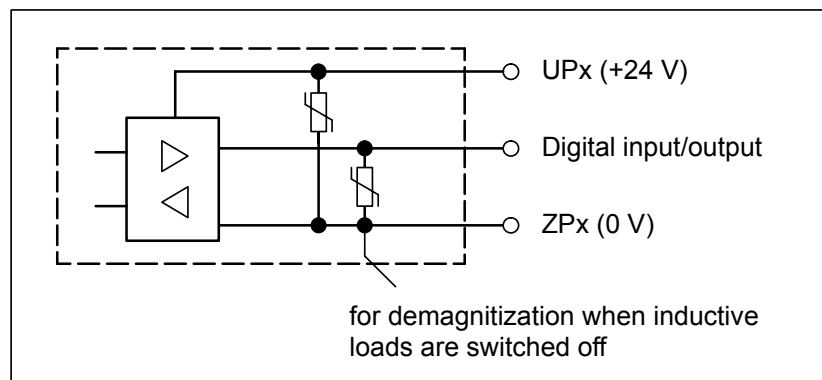 UPx (+24 V)
Digital input/output
ZPx (0 V)
for demagnitization when inductive
loads are switched off